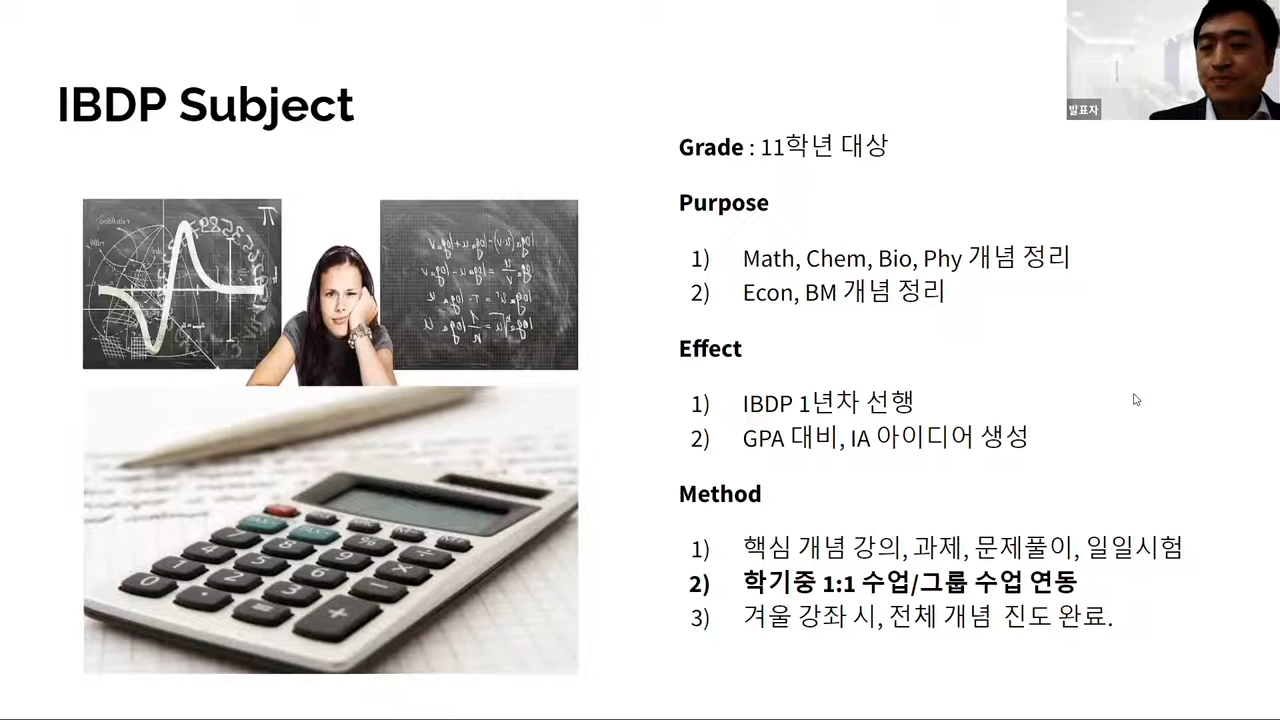 IBDP Subject
발표자
Grade : 11학년 대상
Purpose
1) Math, Chem, Bio, Phy 개념 정리
2) Econ, BM 개념 정리
Effect
1) IBDP 1년차 선행
2) GPA 대비, IA 아이디어 생성
Method
1) 핵심 개념 강의, 과제, 문제풀이, 일일시험
2) 학기중 1:1 수업/그룹 수업 연동
3) 겨울 강좌 시, 전체 개념 진도 완료.